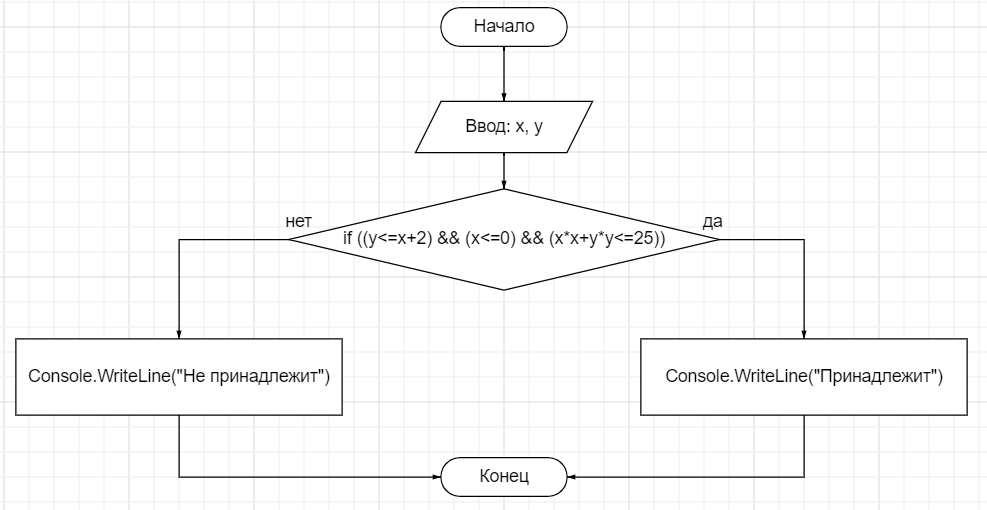 Начало
Ввод: x, y
нет
да
if ((y<=x+2) && (x<=0) && (x*x+y*y<=25))
Console.WriteLine("Не принадлежит")
Console.WriteLine("Принадлежит")
Конец